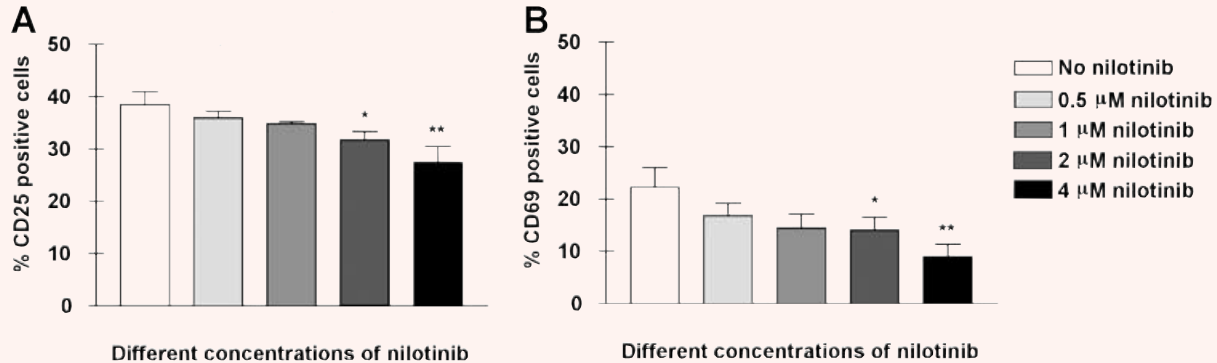 A
% CD25 positive cells
50
40
30
20
10
0
*
**
Different concentrations of nilotinib
B
% CD69 positive cells
50
40
30
20
10
0
*
**
Different concentrations of nilotinib
No nilotinib
0.5 μM nilotinib
1 μM nilotinib
2 μM nilotinib
4 μM nilotinib